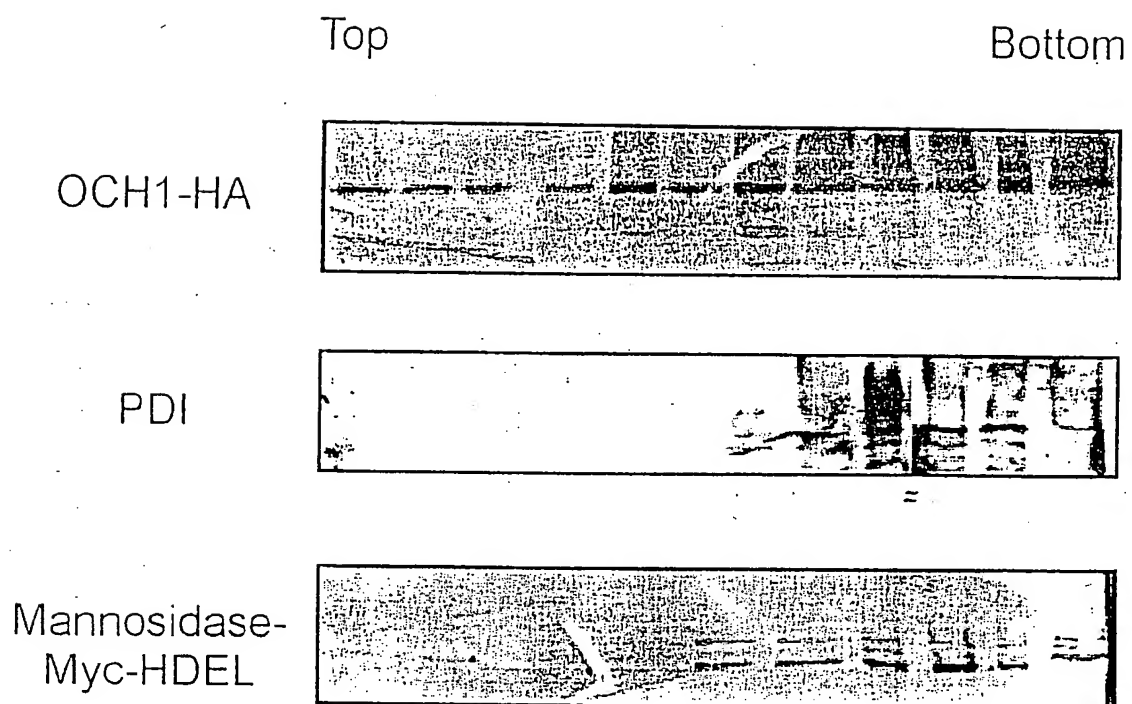 Top
Bottom
OCH1-HA
PDI
Mannosidase-
Myc-HDEL